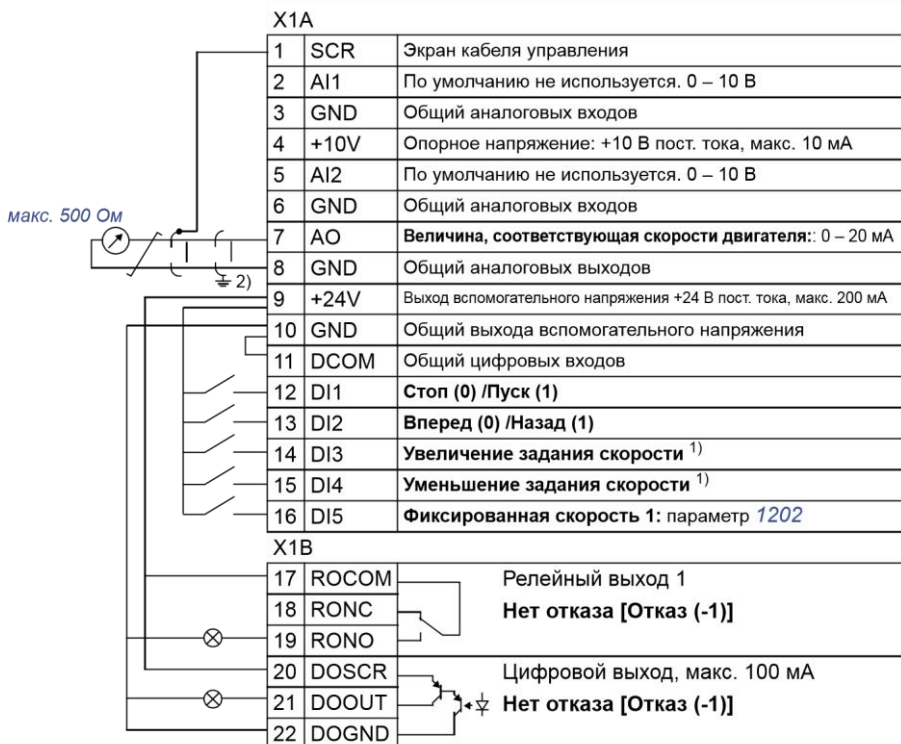 X1A
1 SCR Экран кабеля управления
2 AI1 По умолчанию не используется. 0 – 10 В
3 GND Общий аналоговых входов
4 +10V Опорное напряжение: +10 В пост. тока, макс. 10 мА
5 AI2 По умолчанию не используется. 0 – 10 В
6 GND Общий аналоговых входов
макс. 500 Ом
7 AO Величина, соответствующая скорости двигателя:: 0 – 20 мА
8 GND Общий аналоговых выходов
2)
9 +24V Выход вспомогательного напряжения +24 В пост. тока, макс. 200 мА
10 GND Общий выхода вспомогательного напряжения
11 DCOM Общий цифровых входов
12 DI1 Стоп (0) /Пуск (1)
13 DI2 Вперед (0) /Назад (1)
14 DI3 Увеличение задания скорости 1)
15 DI4 Уменьшение задания скорости 1)
16 DI5 Фиксированная скорость 1: параметр 1202
X1B
17 ROCOM Релейный выход 1
18 RONC Нет отказа [Отказ (-1)]
19 RONO
20 DOSCR Цифровой выход, макс. 100 мА
21 DOOUT Нет отказа [Отказ (-1)]
22 DOGND